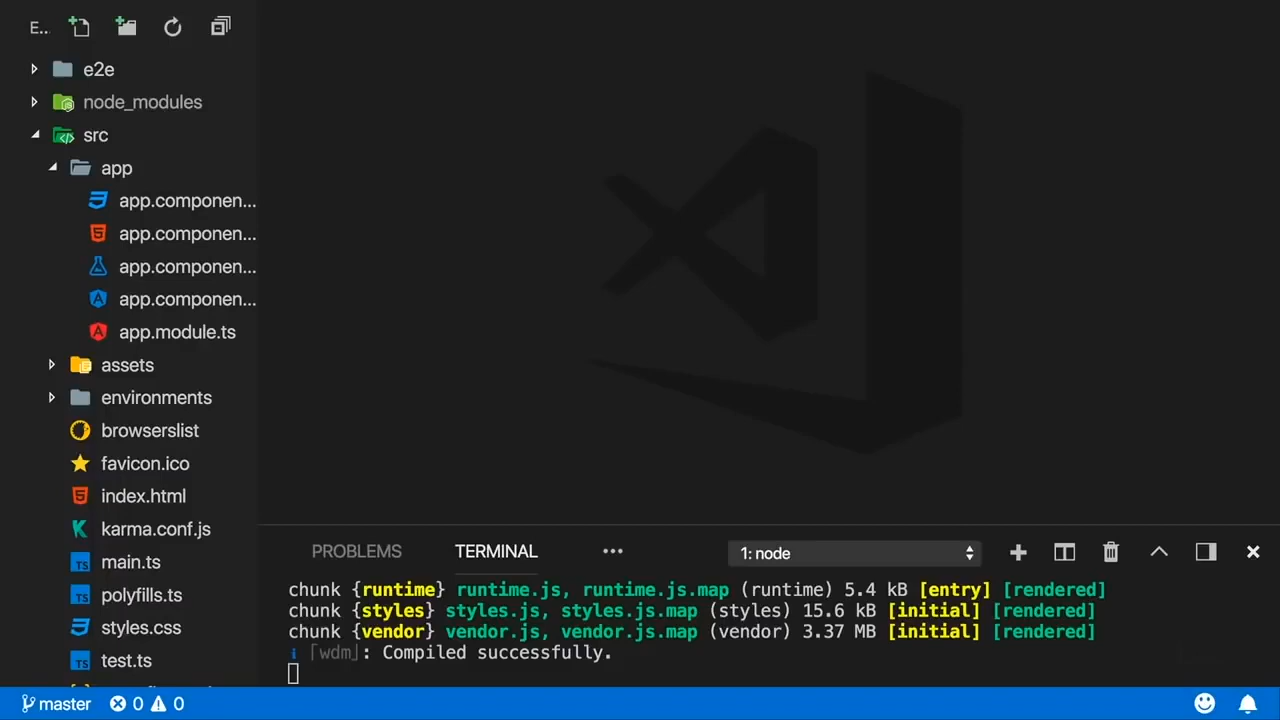 E...
e2e
node_modules
src
app
app.componen...
app.componen...
app.componen...
app.componen...
app.module.ts
assets
environments
browserslist
favicon.ico
index.html
karma.conf.js
main.ts
polyfills.ts
styles.css
test.ts
PROBLEMS TERMINAL ••• 1: node
chunk {runtime} runtime.js, runtime.js.map (runtime) 5.4 kB [entry] [rendered]
chunk {styles} styles.js, styles.js.map (styles) 15.6 kB [initial] [rendered]
chunk {vendor} vendor.js, vendor.js.map (vendor) 3.37 MB [initial] [rendered]
i ｢wdm｣: Compiled successfully.
master 0 0